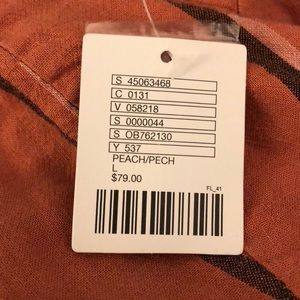 S 45063468
C 0131
V 058218
S 0000044
S OB762130
Y 537
PEACH/PECH
L
$79.00
FL_41